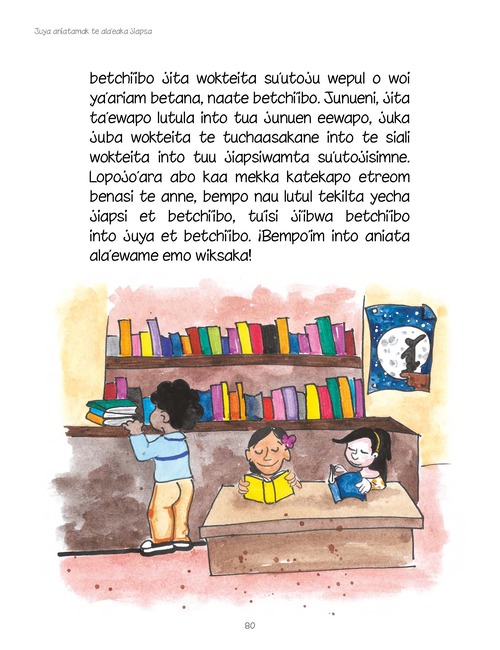 Juya aniatamak te ala'eaka jiapsa
betchi'ibo jita wokteita su'utoju wepul o woi
ya'ariam betana, naate betchi'ibo. Junueni, jita
ta'ewapo lutula into tua junuen eewapo, juka
juba wokteita te tuchaasakane into te siali
wokteita into tuu jiapsiwamta su'utojisimne.
Lopojo'ara abo kaa mekka katekapo etreom
benasi te anne, bempo nau lutul tekilta yecha
jiapsi et betchi'ibo, tu'isi ji'ibwa betchi'ibo
into juya et betchi'ibo. ¡Bempo'im into aniata
ala'ewame emo wiksaka!
80